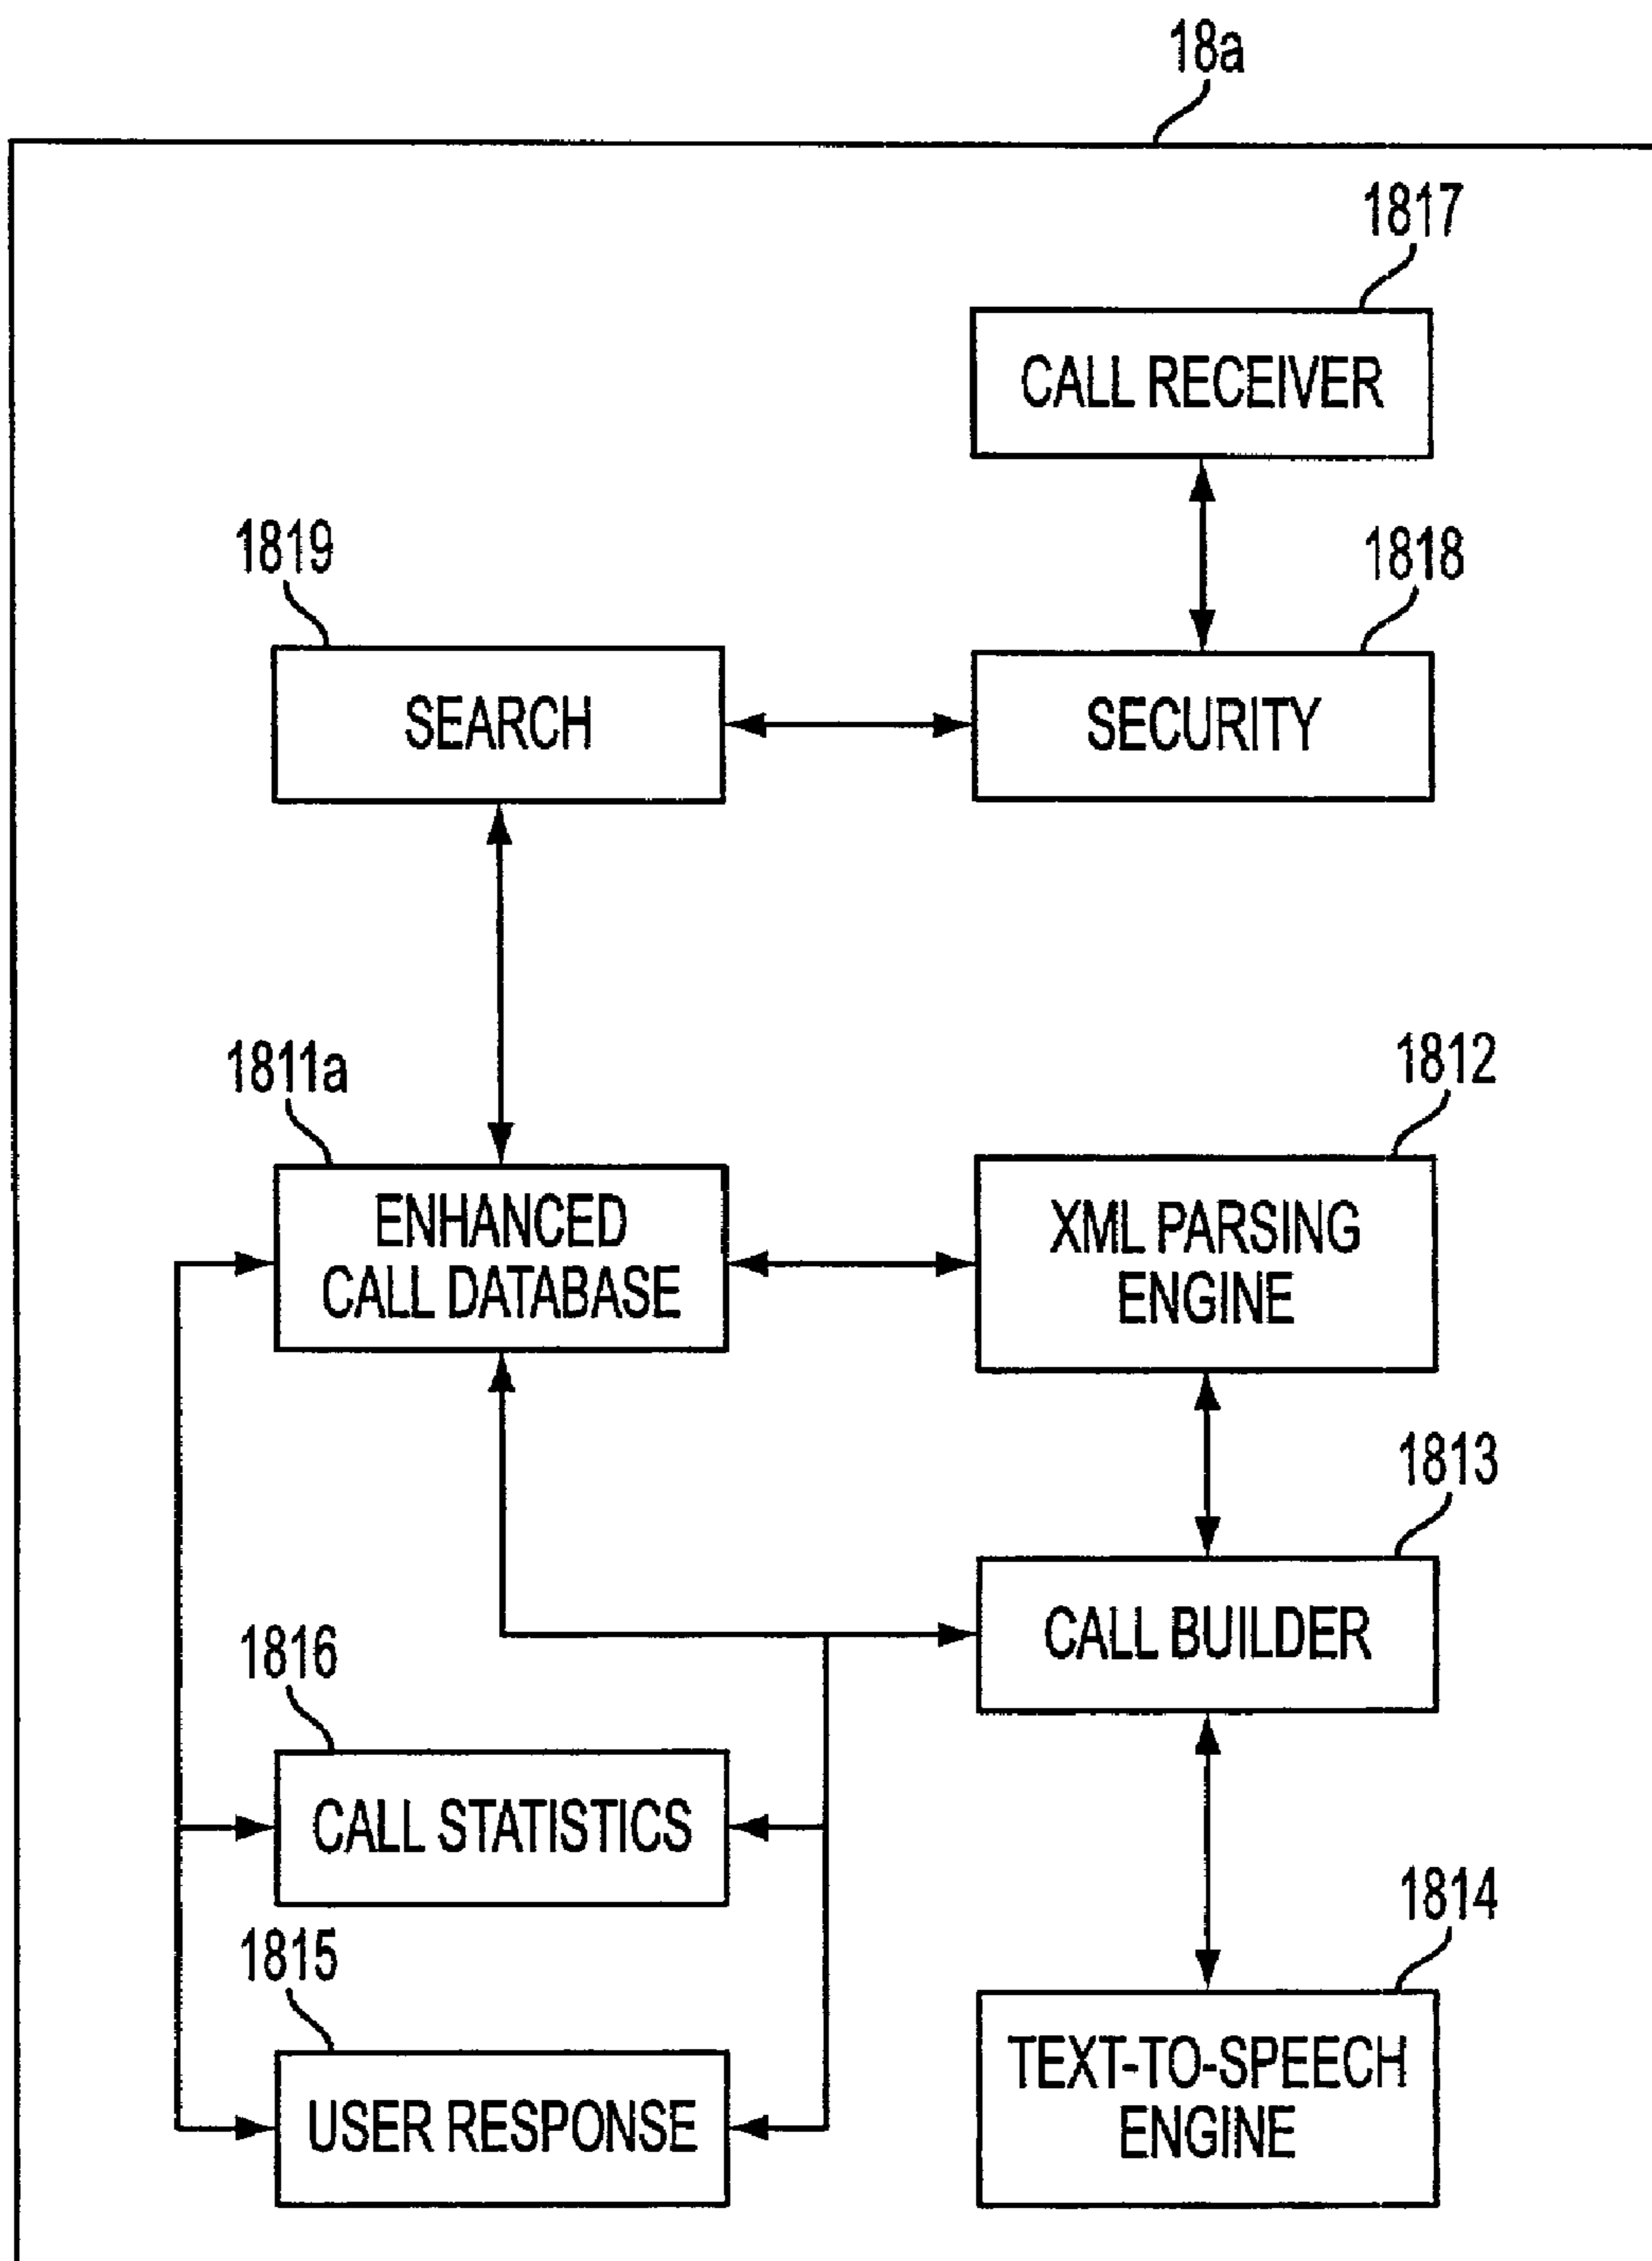 18a
1817
CALL RECEIVER
1819
1818
SEARCH
SECURITY
1811a
1812
ENHANCED
CALL DATABASE
XML PARSING
ENGINE
1813
CALL BUILDER
1816
CALL STATISTICS
1814
1815
TEXT-TO-SPEECH
ENGINE
USER RESPONSE